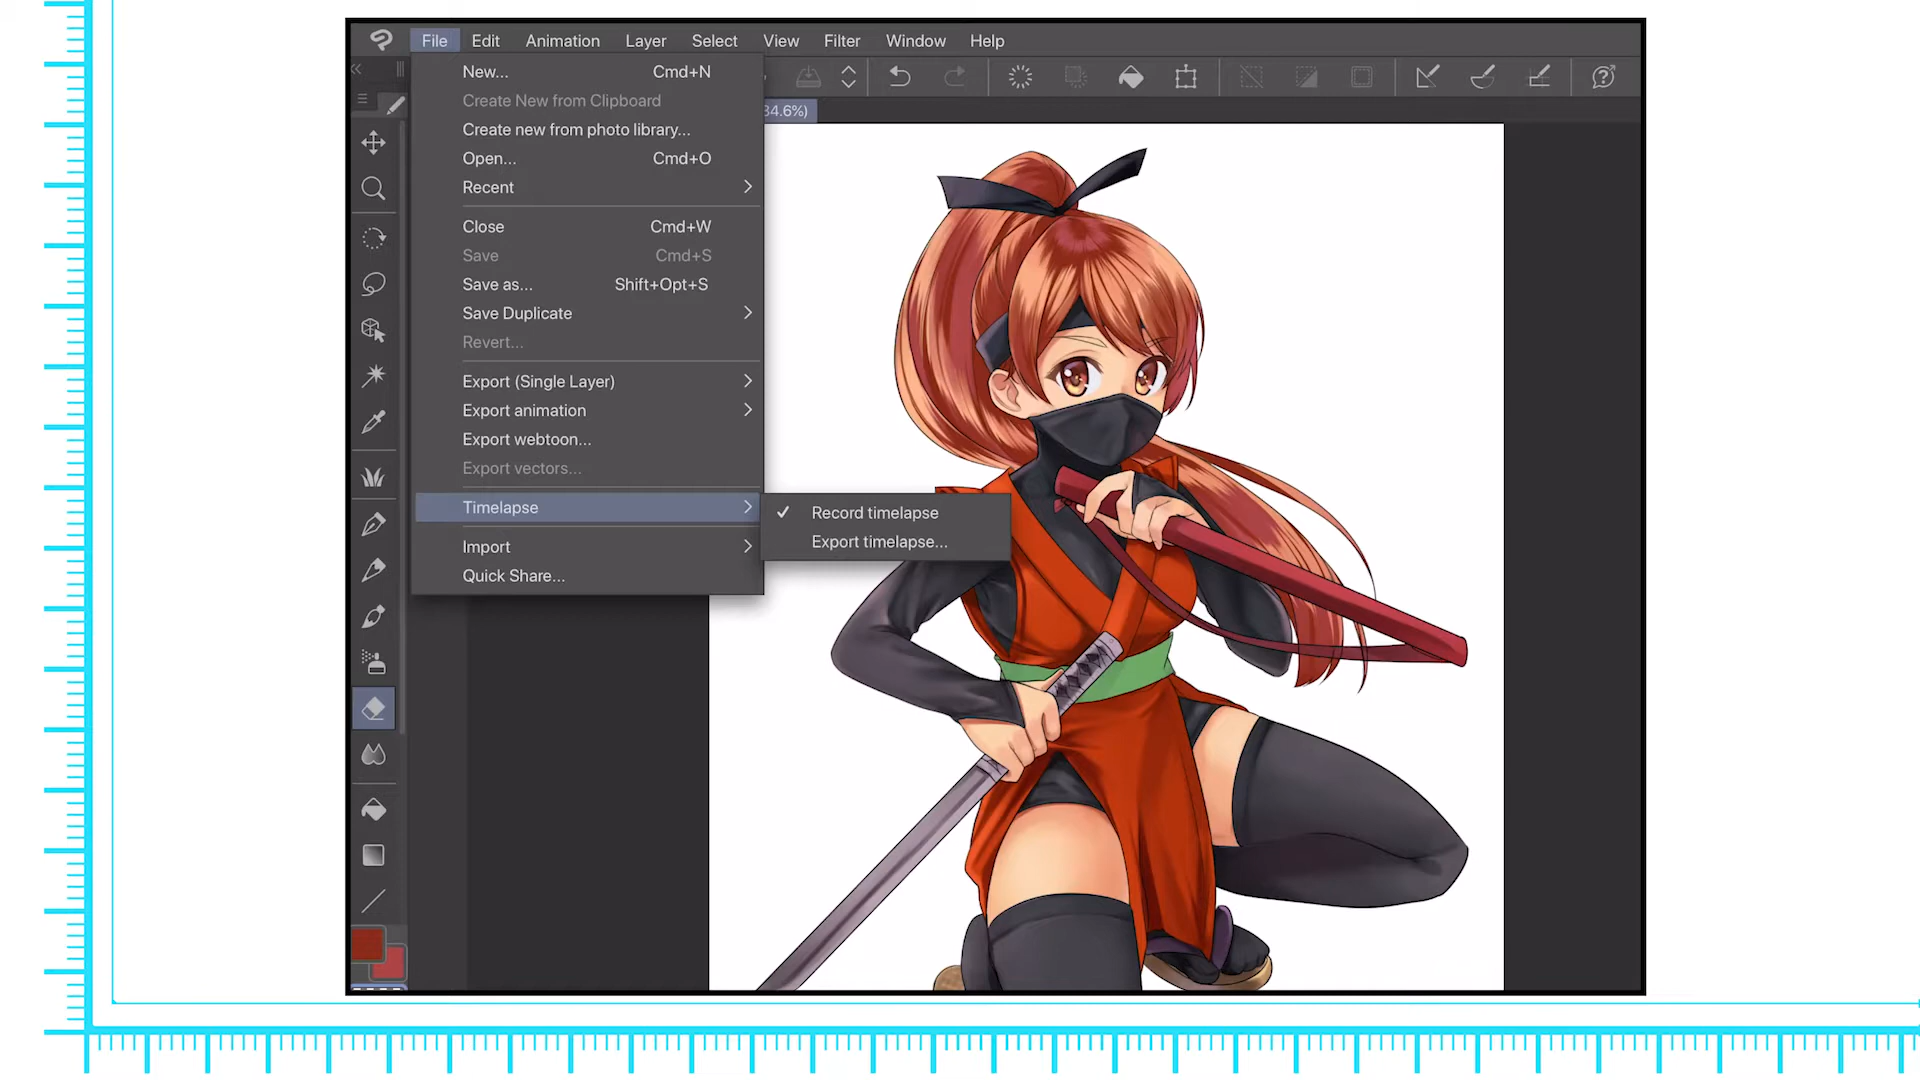 File Edit Animation Layer Select View Filter Window Help
New... Cmd+N
Create New from Clipboard
34.6%)
Create new from photo library...
Open... Cmd+O
Recent
Close Cmd+W
Save Cmd+S
Save as... Shift+Opt+S
Save Duplicate
Revert...
Export (Single Layer)
Export animation
Export webtoon...
Export vectors...
Timelapse
Record timelapse
Export timelapse...
Import
Quick Share...